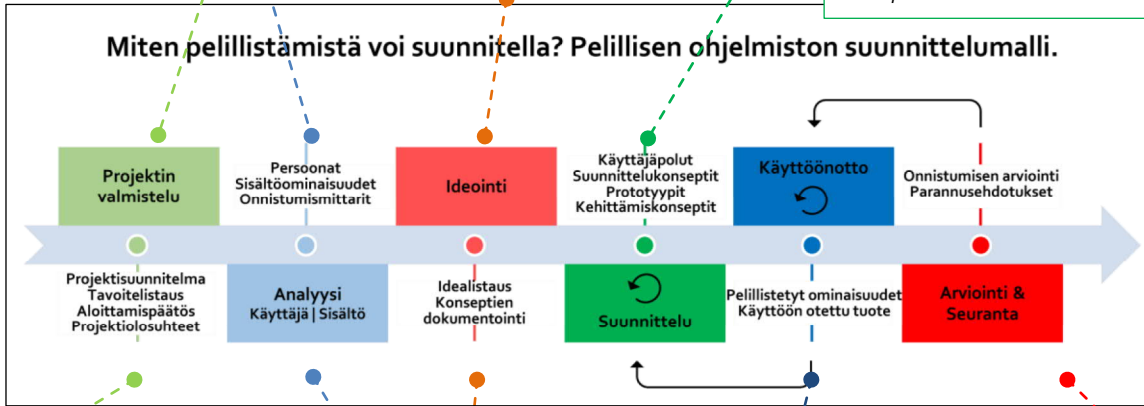 Miten pelillistämistä voi suunnitella? Pelillisen ohjelmiston suunnittelumalli.
Projektin
valmistelu
Projektisuunnitelma
Tavoitelistaus
Aloittamispäätös
Projektiolosuhteet
Persoonat
Sisältöominaisuudet
Onnistumismittarit
Analyysi
Käyttäjä | Sisältö
Ideointi
Idealistaus
Konseptien
dokumentointi
Käyttäjäpolut
Suunnittelukonseptit
Prototyypit
Kehittämiskonseptit
Suunnittelu
Käyttöönotto
Pelillistetyt ominaisuudet
Käyttöön otettu tuote
Onnistumisen arviointi
Parannusehdotukset
Arviointi &
Seuranta